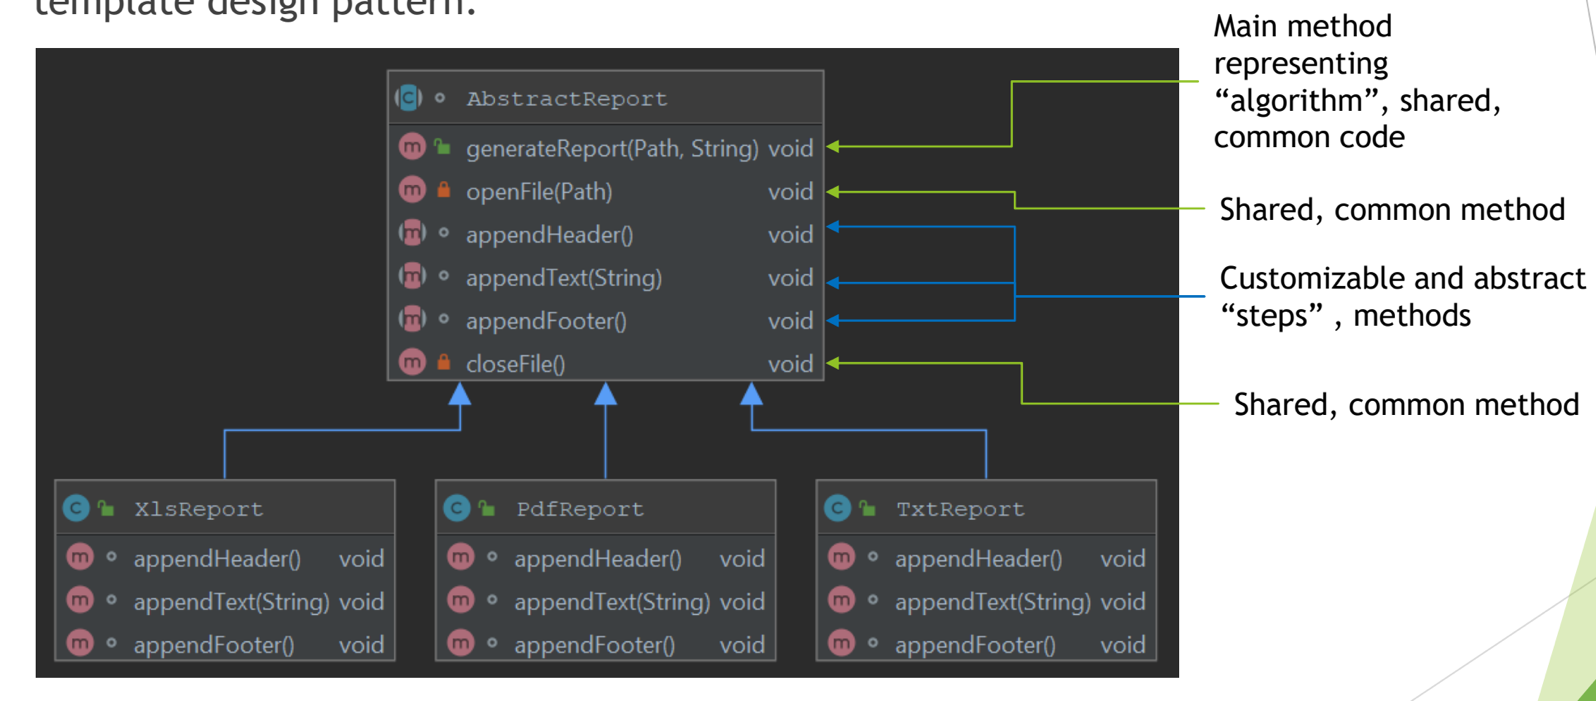 template design pattern.
Main method
representing
“algorithm”, shared,
common code
AbstractReport
generateReport(Path, String) void
openFile(Path) void
appendHeader() void
appendText(String) void
appendFooter() void
closeFile() void
Shared, common method
Customizable and abstract
“steps” , methods
Shared, common method
XlsReport
appendHeader() void
appendText(String) void
appendFooter() void
PdfReport
appendHeader() void
appendText(String) void
appendFooter() void
TxtReport
appendHeader() void
appendText(String) void
appendFooter() void